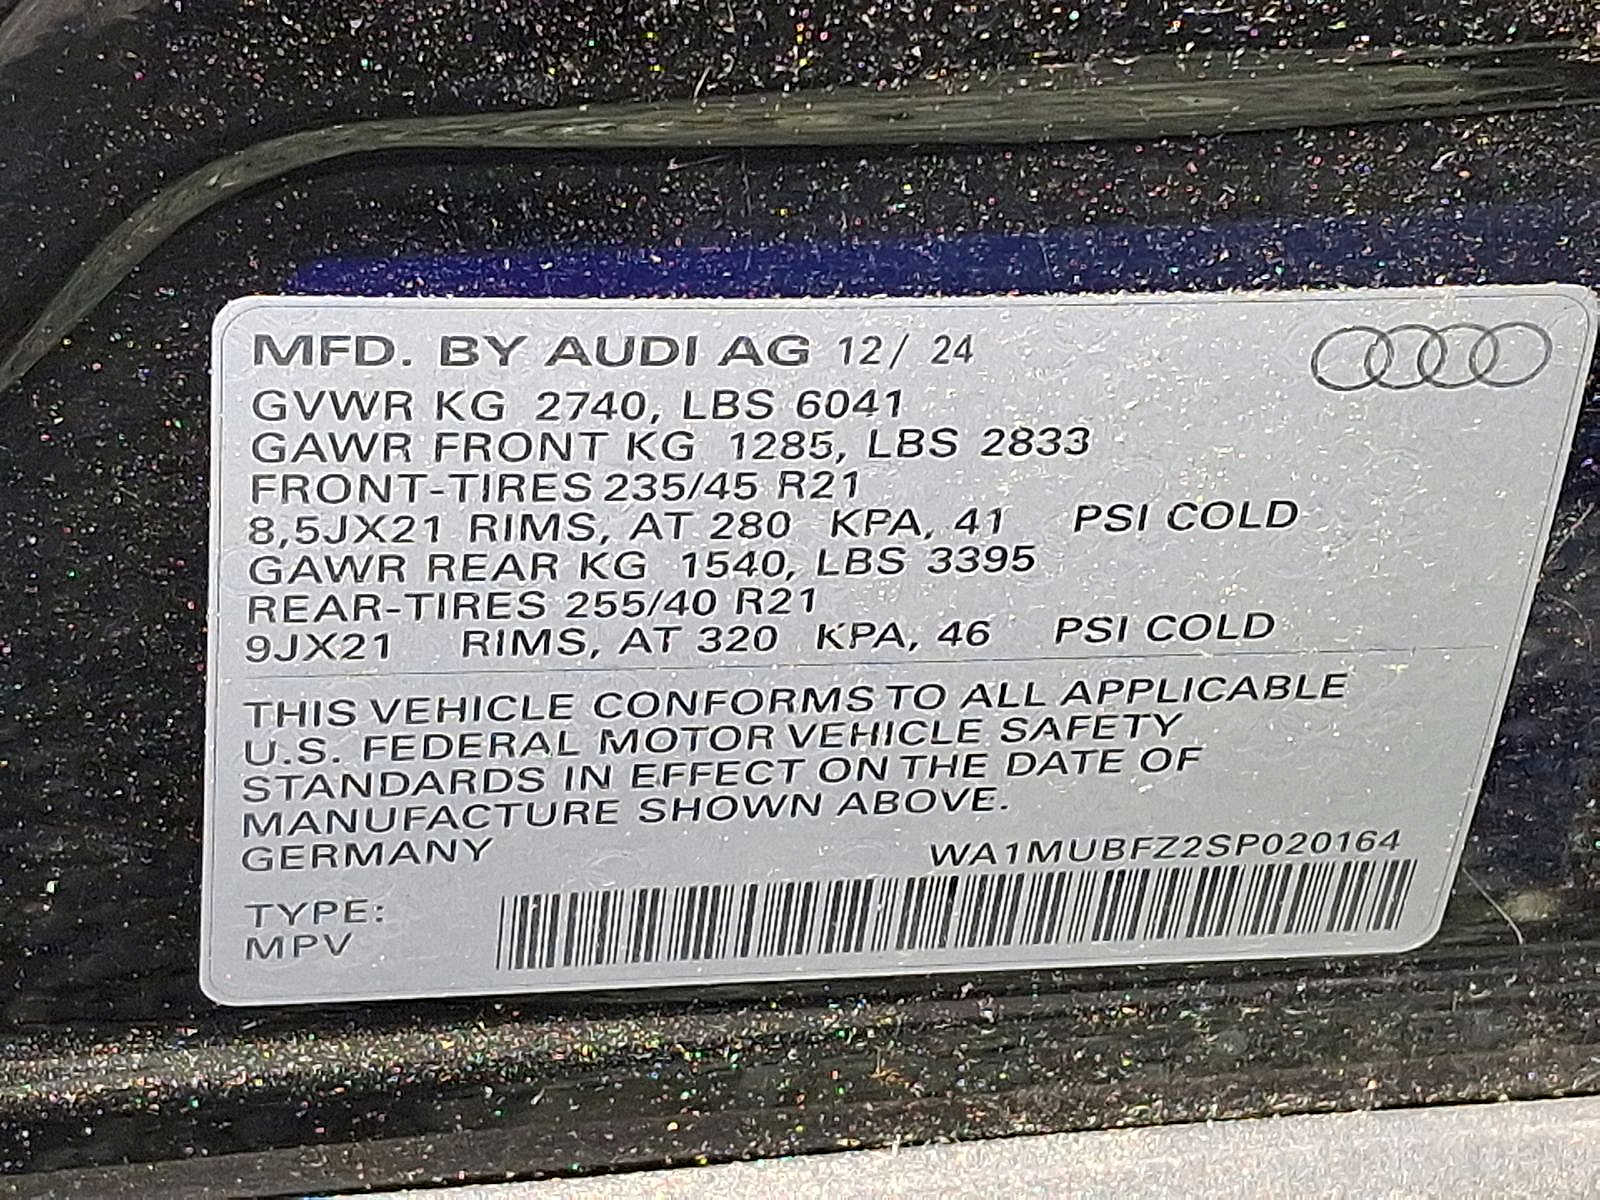 MFD. BY AUDI AG 12/ 24
GVWR KG 2740, LBS 6041
GAWR FRONT KG 1285, LBS 2833
FRONT-TIRES 235/45 R21
8,5JX21 RIMS, AT 280 KPA, 41 PSI COLD
GAWR REAR KG 1540, LBS 3395
REAR-TIRES 255/40 R21
9JX21 RIMS, AT 320 KPA, 46 PSI COLD
THIS VEHICLE CONFORMS TO ALL APPLICABLE
U.S. FEDERAL MOTOR VEHICLE SAFETY
STANDARDS IN EFFECT ON THE DATE OF
MANUFACTURE SHOWN ABOVE.
GERMANY WA1MUBFZ2SP020164
TYPE:
MPV